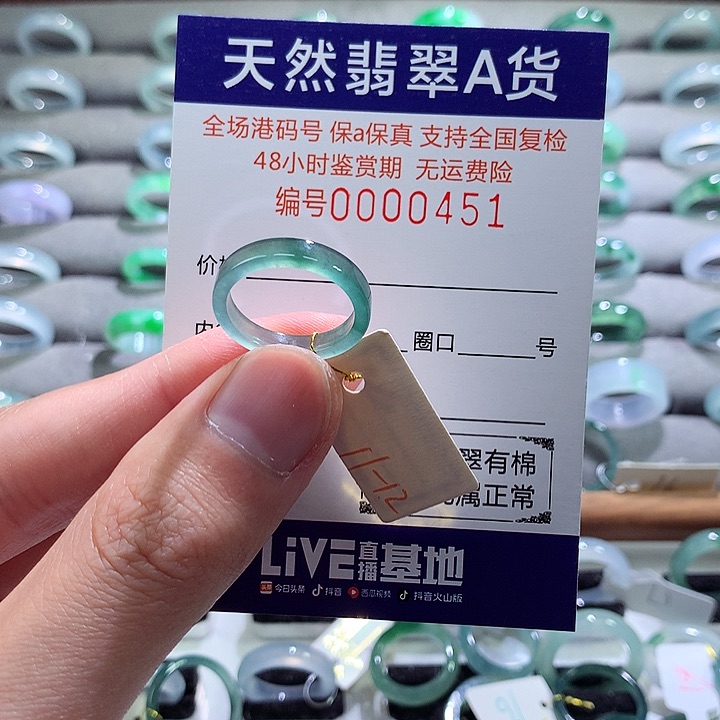 天然翡翠A货
全场港码号 保a保真 支持全国复检
48小时鉴赏期 无运费险
编号0000451
价
圈口 号
11-12
翠有棉
属正常
LiVE直播基地
头条 今日头条 抖音 西瓜视频 抖音火山版